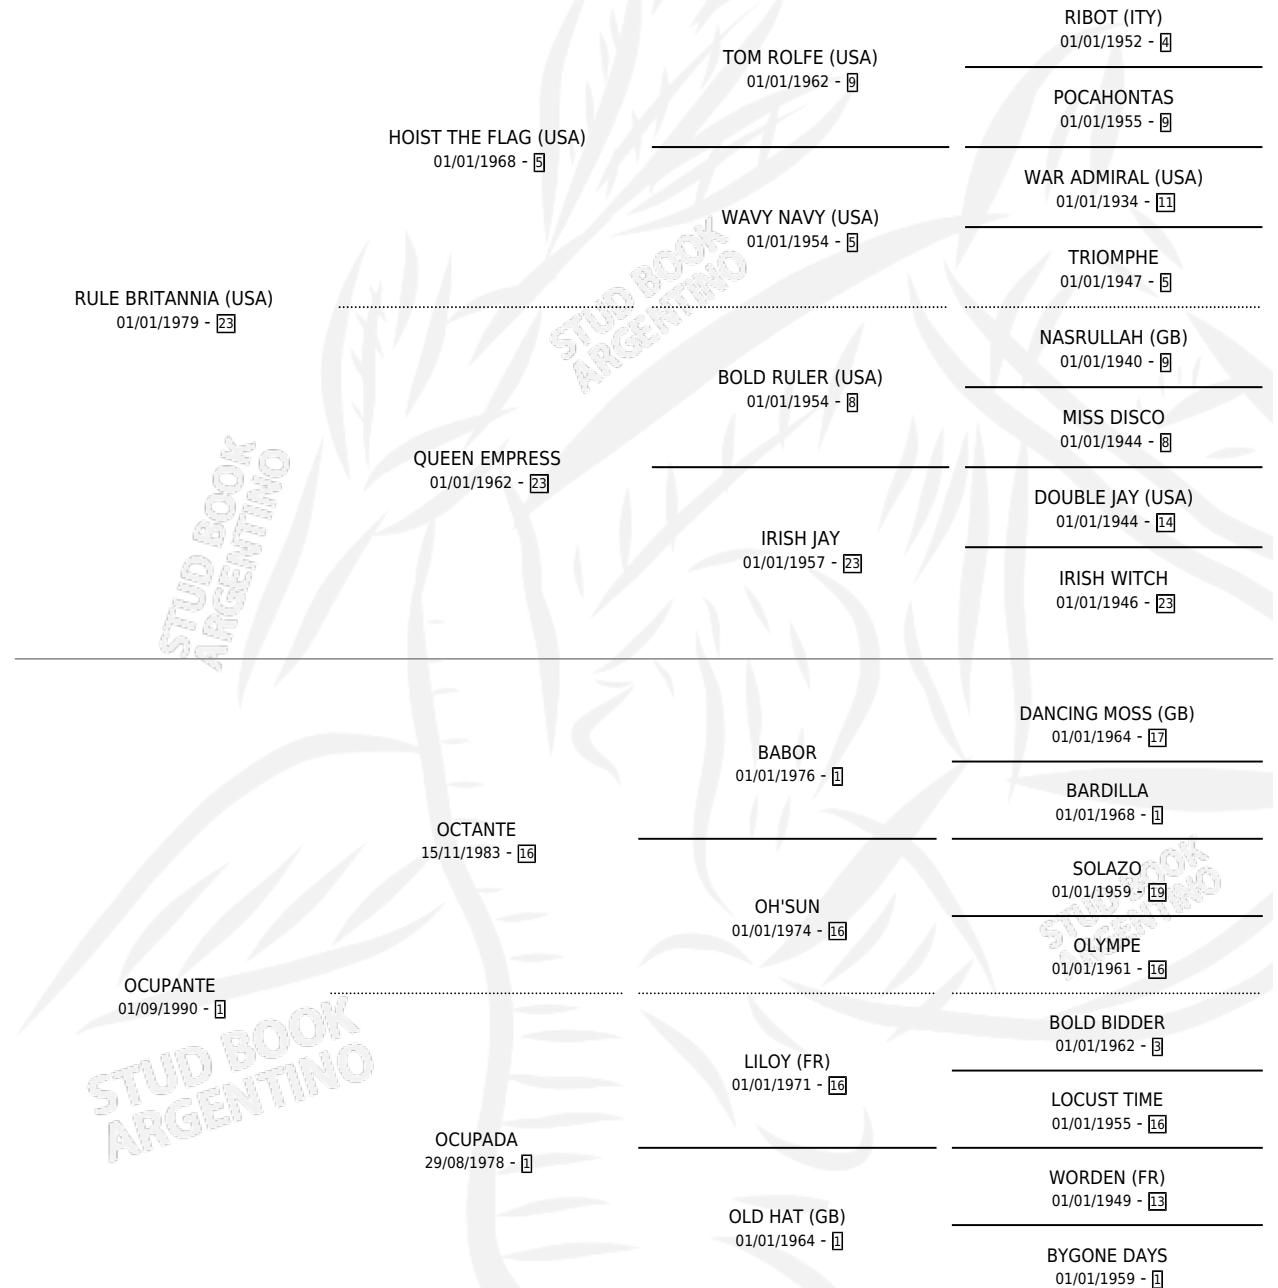 RIBOT (ITY)
01/01/1952 - 4
TOM ROLFE (USA)
01/01/1962 - 9
POCAHONTAS
01/01/1955 - 9
HOIST THE FLAG (USA)
01/01/1968 - 5
WAR ADMIRAL (USA)
01/01/1934 - 11
WAVY NAVY (USA)
01/01/1954 - 5
TRIOMPHE
01/01/1947 - 5
RULE BRITANNIA (USA)
01/01/1979 - 23
NASRULLAH (GB)
01/01/1940 - 9
BOLD RULER (USA)
01/01/1954 - 8
MISS DISCO
01/01/1944 - 8
QUEEN EMPRESS
01/01/1962 - 23
DOUBLE JAY (USA)
01/01/1944 - 14
IRISH JAY
01/01/1957 - 23
IRISH WITCH
01/01/1946 - 23
STUD BOOK
ARGENTINO
STUD BOOK
ARGENTINO
DANCING MOSS (GB)
01/01/1964 - 17
BABOR
01/01/1976 - 1
BARDILLA
01/01/1968 - 1
OCTANTE
15/11/1983 - 16
SOLAZO
01/01/1959 - 19
OH'SUN
01/01/1974 - 16
OLYMPE
01/01/1961 - 16
STUD BOOK
ARGENTINO
OCUPANTE
01/09/1990 - 1
BOLD BIDDER
01/01/1962 - 3
LILOY (FR)
01/01/1971 - 16
LOCUST TIME
01/01/1955 - 16
STUD BOOK
ARGENTINO
OCUPADA
29/08/1978 - 1
WORDEN (FR)
01/01/1949 - 13
OLD HAT (GB)
01/01/1964 - 1
BYGONE DAYS
01/01/1959 - 1